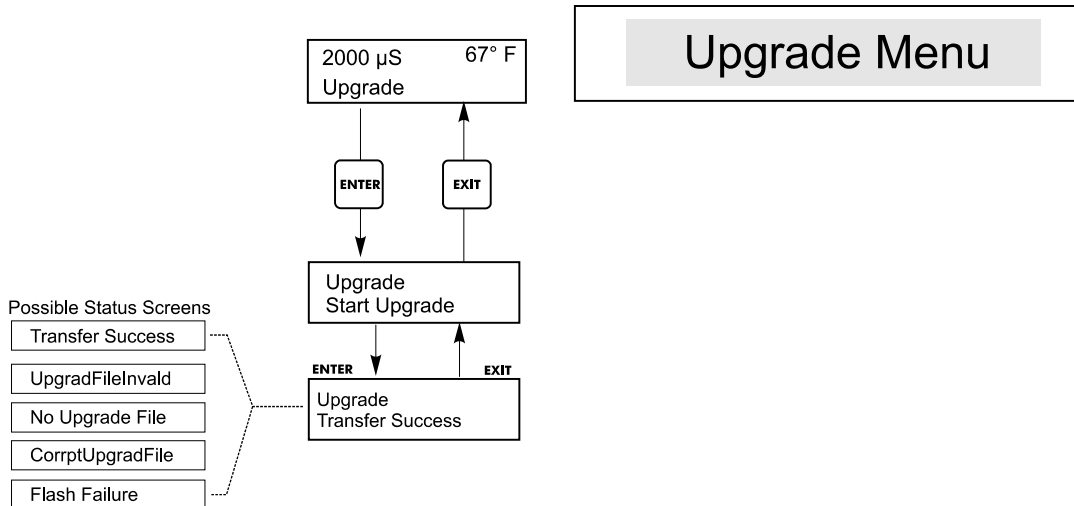 Upgrade Menu
2000 µS 67° F
Upgrade
ENTER EXIT
Upgrade
Start Upgrade
ENTER EXIT
Upgrade
Transfer Success
Possible Status Screens
Transfer Success
UpgradFileInvald
No Upgrade File
CorrptUpgradFile
Flash Failure